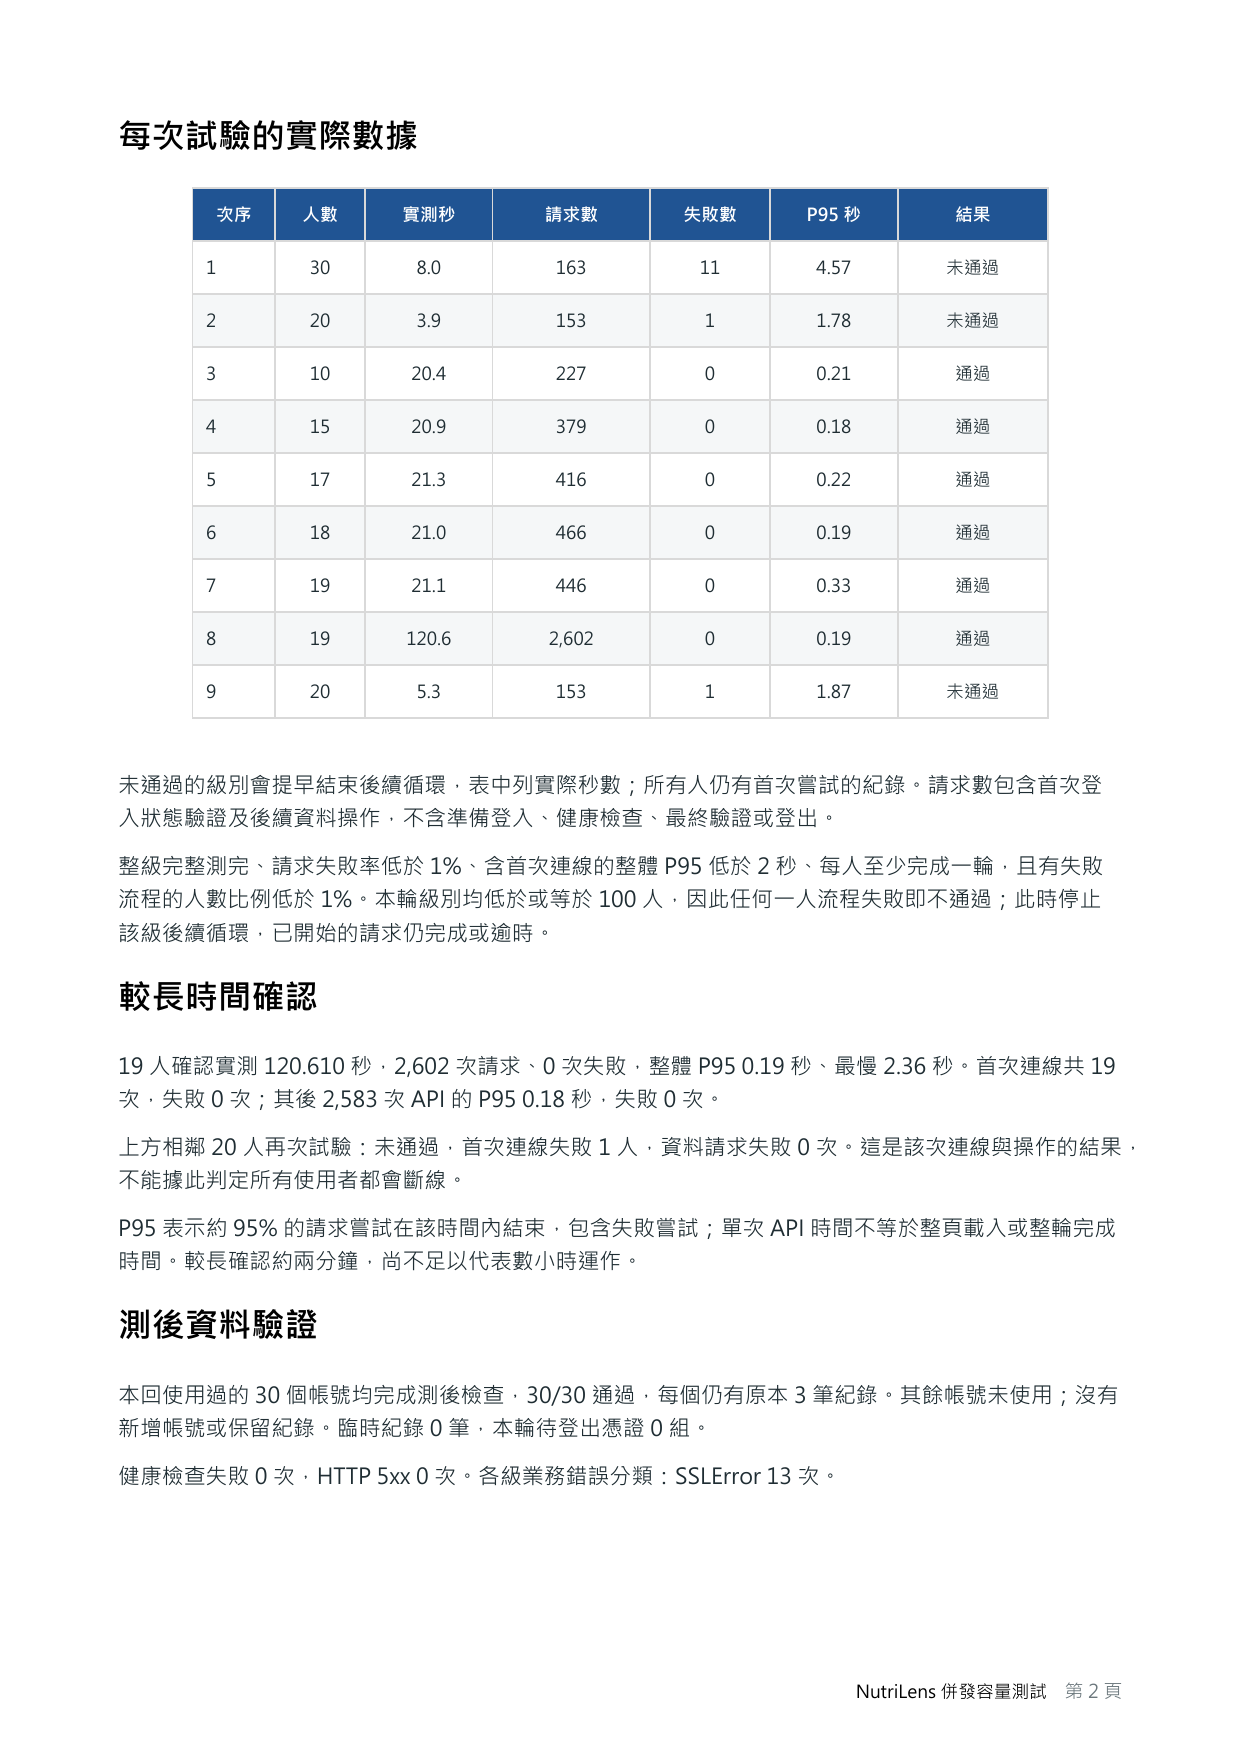 每次試驗的實際數據
次序 人數 實測秒 請求數 失敗數 P95 秒 結果
1 30 8.0 163 11 4.57 未通過
2 20 3.9 153 1 1.78 未通過
3 10 20.4 227 0 0.21 通過
4 15 20.9 379 0 0.18 通過
5 17 21.3 416 0 0.22 通過
6 18 21.0 466 0 0.19 通過
7 19 21.1 446 0 0.33 通過
8 19 120.6 2,602 0 0.19 通過
9 20 5.3 153 1 1.87 未通過
未通過的級別會提早結束後續循環，表中列實際秒數；所有人仍有首次嘗試的紀錄。請求數包含首次登
入狀態驗證及後續資料操作，不含準備登入、健康檢查、最終驗證或登出。
整級完整測完、請求失敗率低於 1%、含首次連線的整體 P95 低於 2 秒、每人至少完成一輪，且有失敗
流程的人數比例低於 1%。本輪級別均低於或等於 100 人，因此任何一人流程失敗即不通過；此時停止
該級後續循環，已開始的請求仍完成或逾時。
較長時間確認
19 人確認實測 120.610 秒，2,602 次請求、0 次失敗，整體 P95 0.19 秒、最慢 2.36 秒。首次連線共 19
次，失敗 0 次；其後 2,583 次 API 的 P95 0.18 秒，失敗 0 次。
上方相鄰 20 人再次試驗：未通過，首次連線失敗 1 人，資料請求失敗 0 次。這是該次連線與操作的結果，
不能據此判定所有使用者都會斷線。
P95 表示約 95% 的請求嘗試在該時間內結束，包含失敗嘗試；單次 API 時間不等於整頁載入或整輪完成
時間。較長確認約兩分鐘，尚不足以代表數小時運作。
測後資料驗證
本回使用過的 30 個帳號均完成測後檢查，30/30 通過，每個仍有原本 3 筆紀錄。其餘帳號未使用；沒有
新增帳號或保留紀錄。臨時紀錄 0 筆，本輪待登出憑證 0 組。
健康檢查失敗 0 次，HTTP 5xx 0 次。各級業務錯誤分類：SSLError 13 次。
NutriLens 併發容量測試 第 2 頁